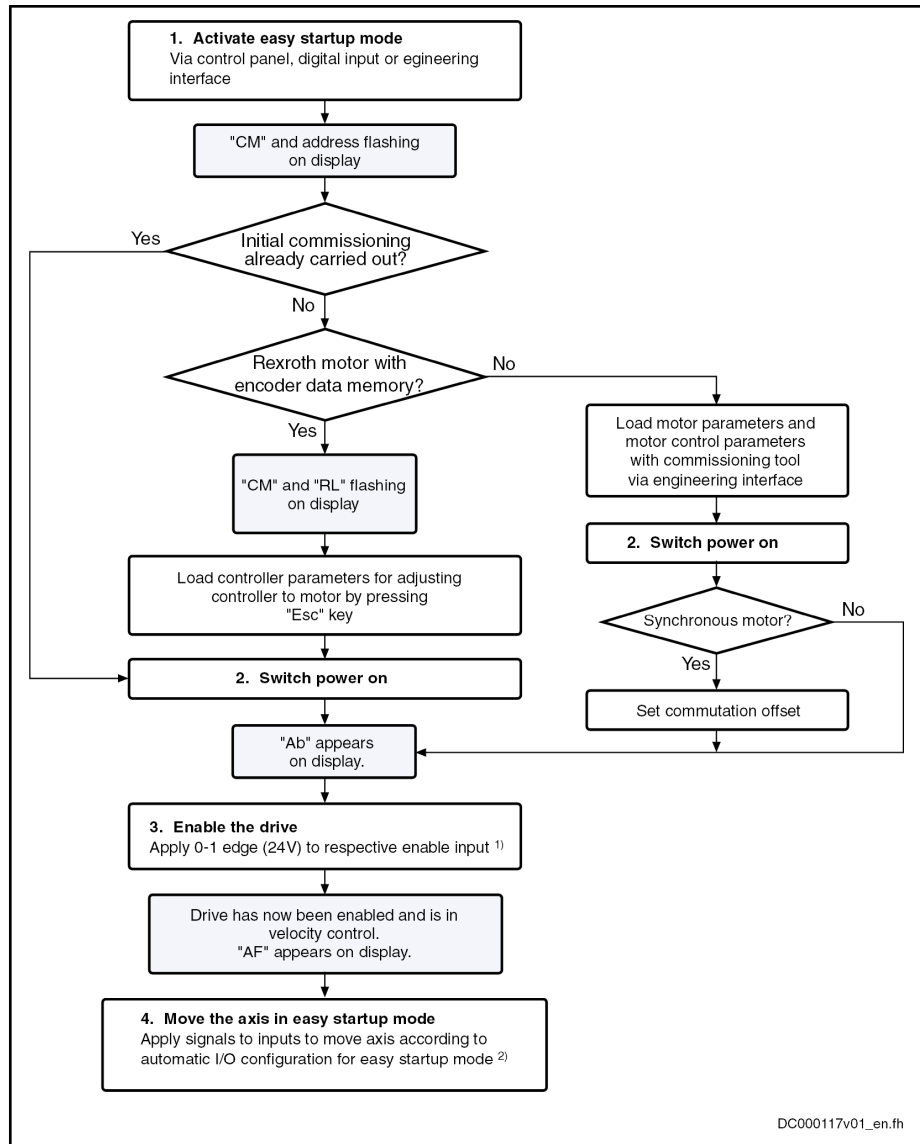 1. Activate easy startup mode
Via control panel, digital input or egineering
interface
"CM" and address flashing
on display
Yes
Initial commissioning
already carried out?
No
Rexroth motor with
encoder data memory?
No
Yes
Load motor parameters and
motor control parameters
with commissioning tool
via engineering interface
"CM" and "RL" flashing
on display
2. Switch power on
Load controller parameters for adjusting
controller to motor by pressing
"Esc" key
Synchronous motor?
No
Yes
2. Switch power on
Set commutation offset
"Ab" appears
on display.
3. Enable the drive
Apply 0-1 edge (24V) to respective enable input 1)
Drive has now been enabled and is in
velocity control.
"AF" appears on display.
4. Move the axis in easy startup mode
Apply signals to inputs to move axis according to
automatic I/O configuration for easy startup mode 2)
DC000117v01_en.fh